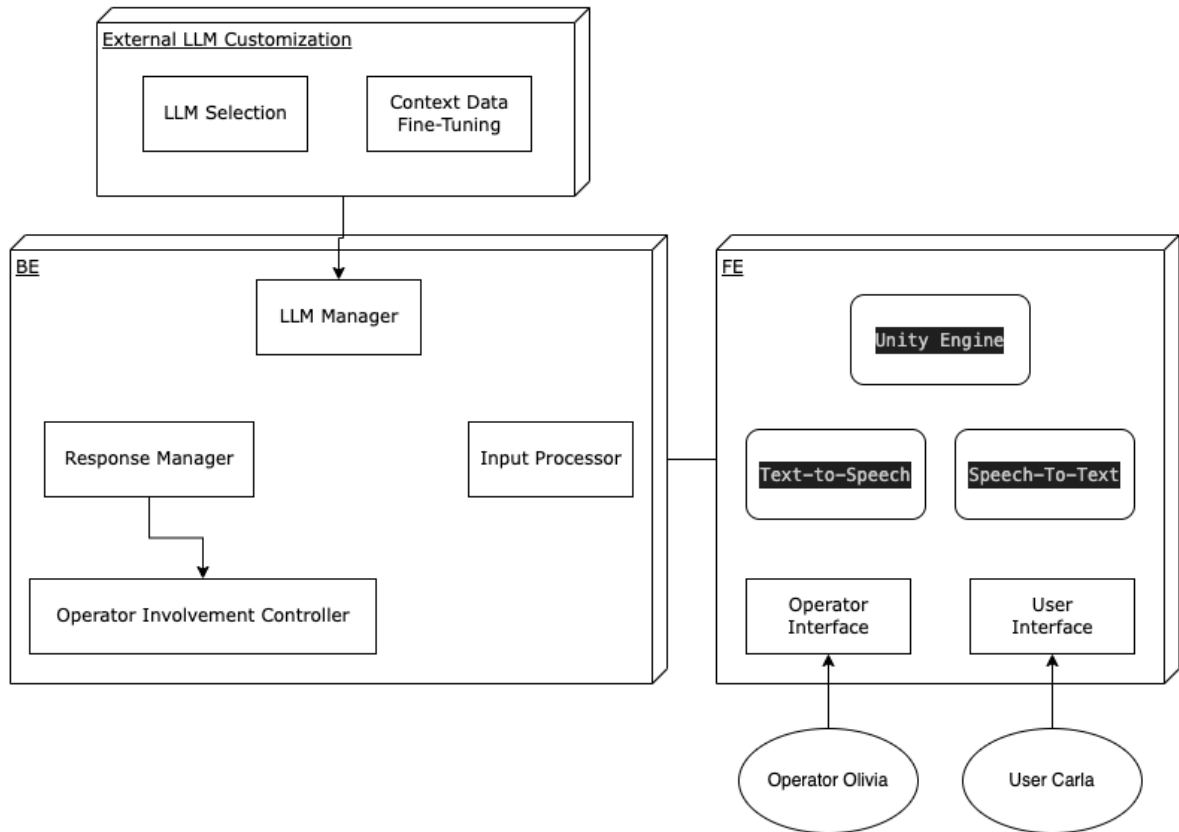 External LLM Customization
LLM Selection
Context Data
Fine-Tuning
BE
LLM Manager
Response Manager
Input Processor
Operator Involvement Controller
FE
Unity Engine
Text-to-Speech
Speech-To-Text
Operator
Interface
User
Interface
Operator Olivia
User Carla